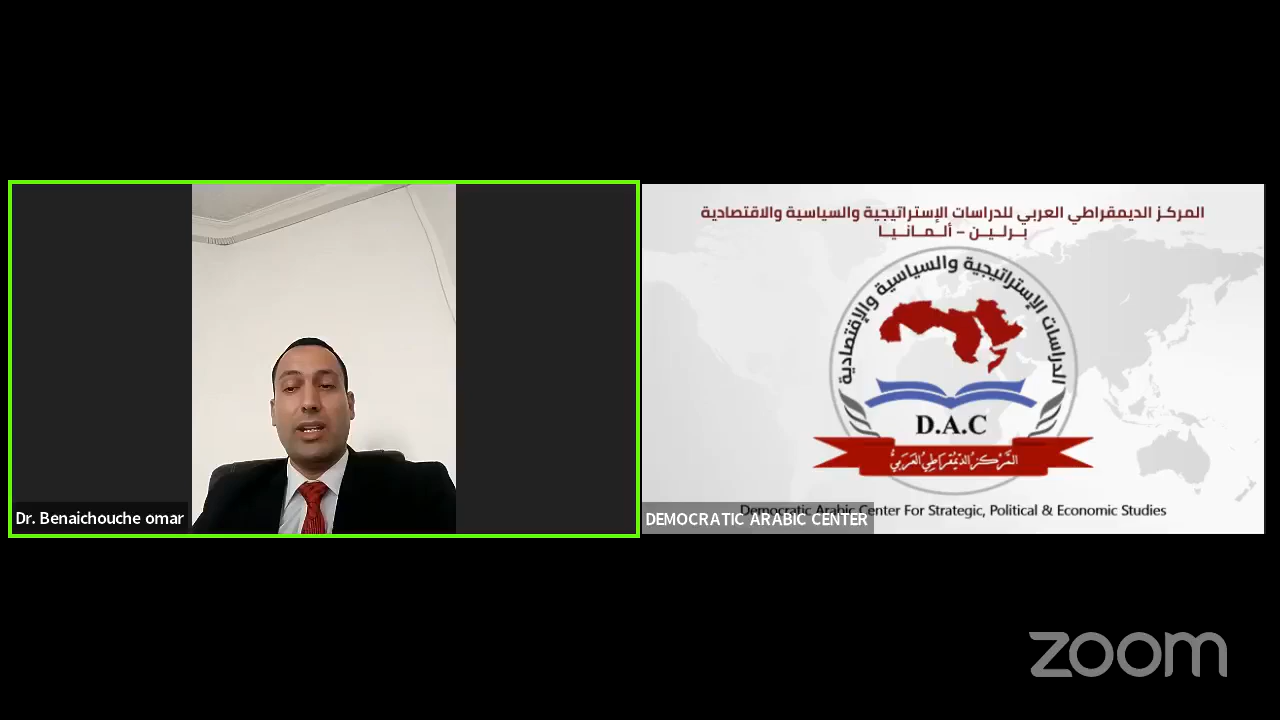 Dr. Benaichouche omar
المركز الديمقراطي العربي للدراسات الإستراتيجية والسياسية والاقتصادية
برلين – ألمانيا
الدراسات الإستراتيجية والسياسية والإقتصادية
D.A.C
المركز الديمقراطي العربي
Democratic Arabic Center For Strategic, Political & Economic Studies
DEMOCRATIC ARABIC CENTER
zoom